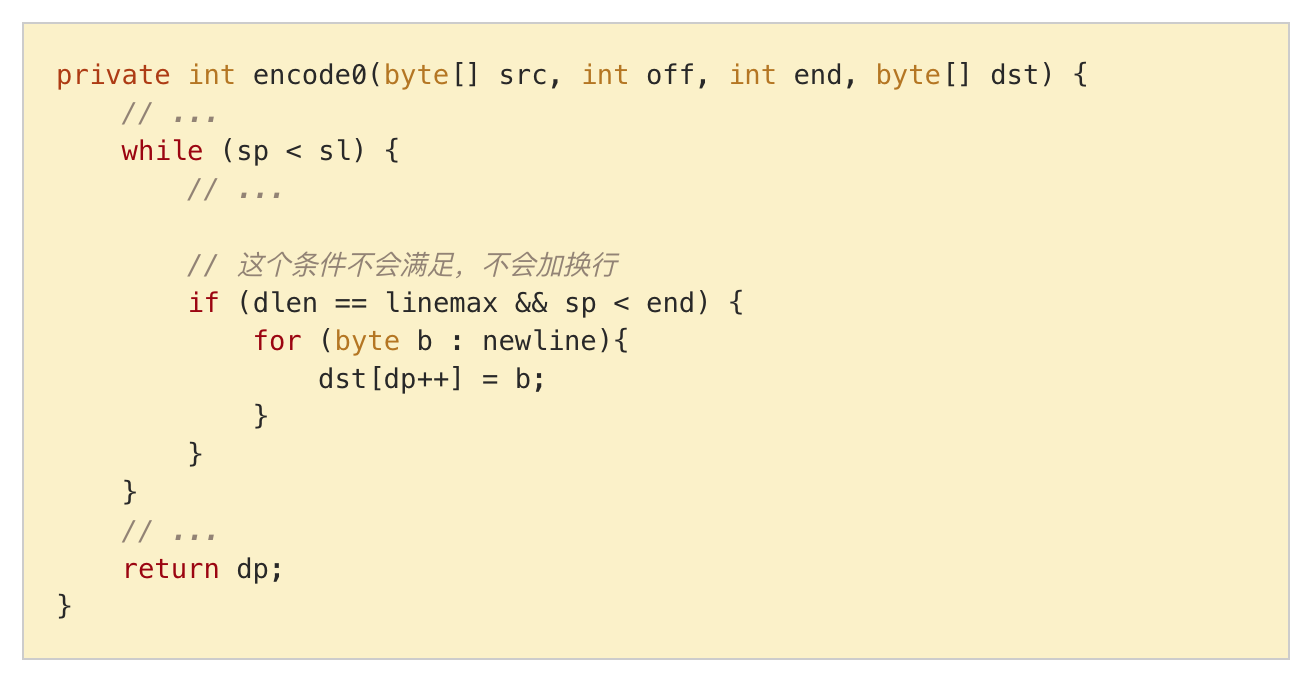 private int encode0(byte[] src, int off, int end, byte[] dst) {
    // ...
    while (sp < sl) {
        // ...

        // 这个条件不会满足，不会加换行
        if (dlen == linemax && sp < end) {
            for (byte b : newline){
                dst[dp++] = b;
            }
        }
    }
    // ...
    return dp;
}